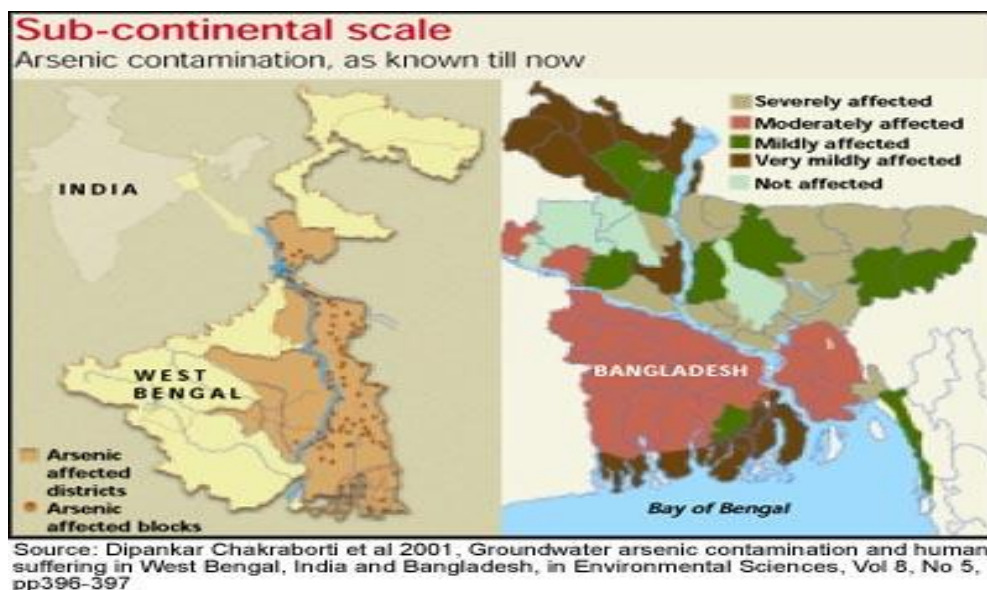 Sub-continental scale
Arsenic contamination, as known till now
INDIA
WEST
BENGAL
Arsenic
affected
districts
Arsenic
affected blocks
Severely affected
Moderately affected
Mildly affected
Very mildly affected
Not affected
BANGLADESH
Bay of Bengal
Source: Dipankar Chakraborti et al 2001, Groundwater arsenic contamination and human
suffering in West Bengal, India and Bangladesh, in Environmental Sciences, Vol 8, No 5,
pp396-397